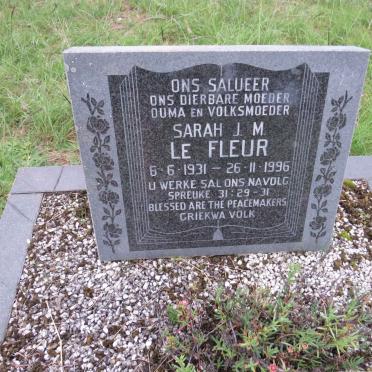 ONS SALUEER
ONS DIERBARE MOEDER
OUMA EN VOLKSMOEDER
SARAH J. M.
LE FLEUR
6-6-1931 - 26-11-1996
U WERKE SAL ONS NAVOLG
SPREUKE 31:29-31
BLESSED ARE THE PEACEMAKERS
GRIEKWA VOLK